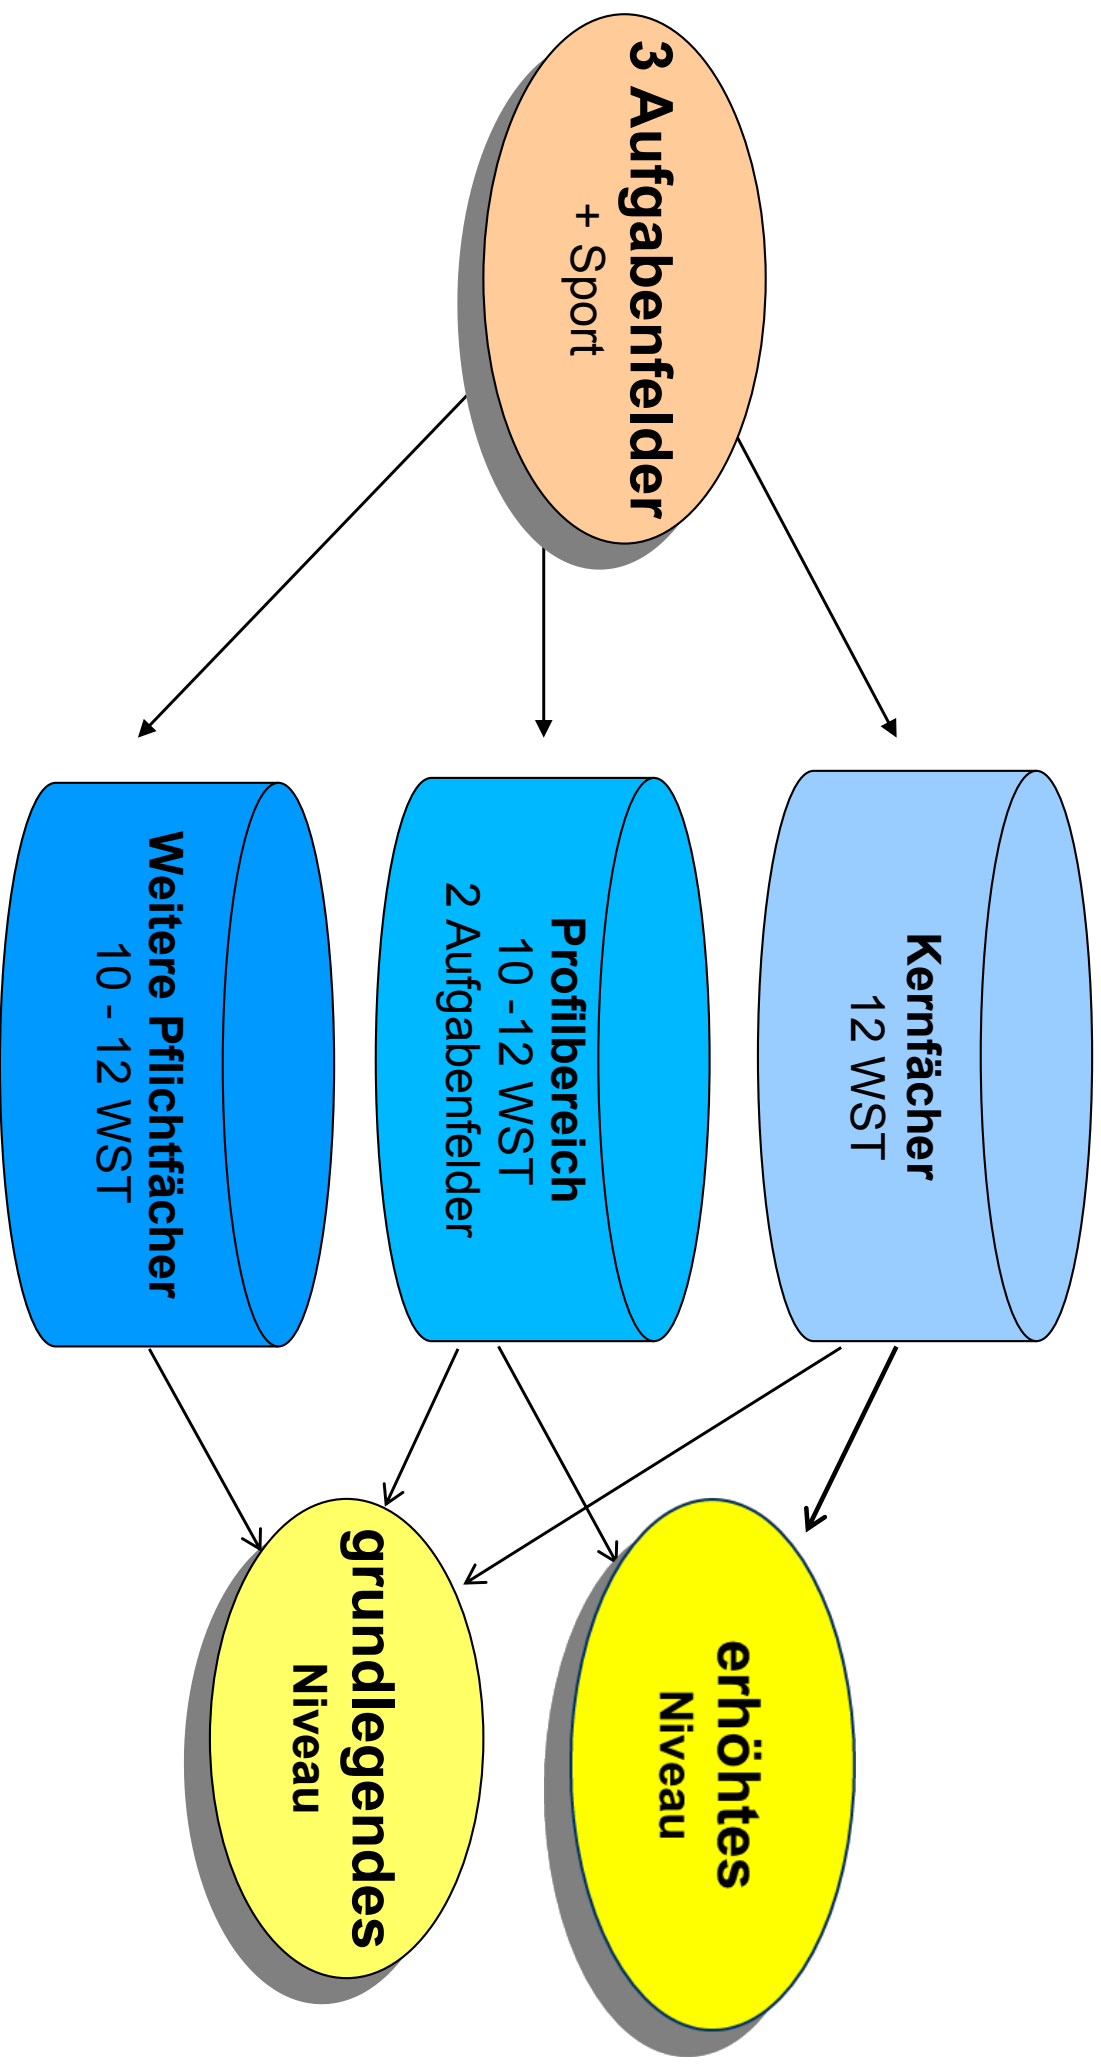 3 Aufgabenfelder
+ Sport
Kernfächer
12 WST
Profilbereich
10 -12 WST
2 Aufgabenfelder
Weitere Pflichtfächer
10 - 12 WST
erhöhtes
Niveau
grundlegendes
Niveau